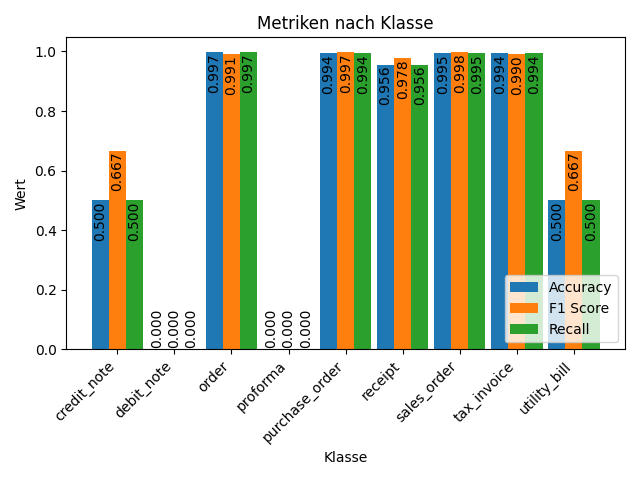 Metriken nach Klasse
Wert
1.0
0.8
0.6
0.4
0.2
0.0
0.500
0.667
0.500
0.000
0.000
0.000
0.997
0.991
0.997
0.000
0.000
0.000
0.994
0.997
0.994
0.956
0.978
0.956
0.995
0.998
0.995
0.994
0.990
0.994
0.500
0.667
0.500
Accuracy
F1 Score
Recall
credit_note
debit_note
order
proforma
purchase_order
receipt
sales_order
tax_invoice
utility_bill
Klasse